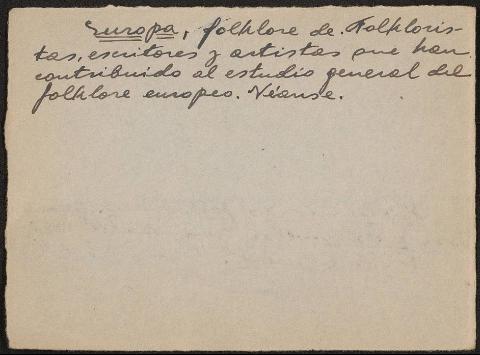 Europa, folklore de. Folkloris-
tas, escritores y artistas que han
contribuido al estudio general del
folklore europeo. Véanse.